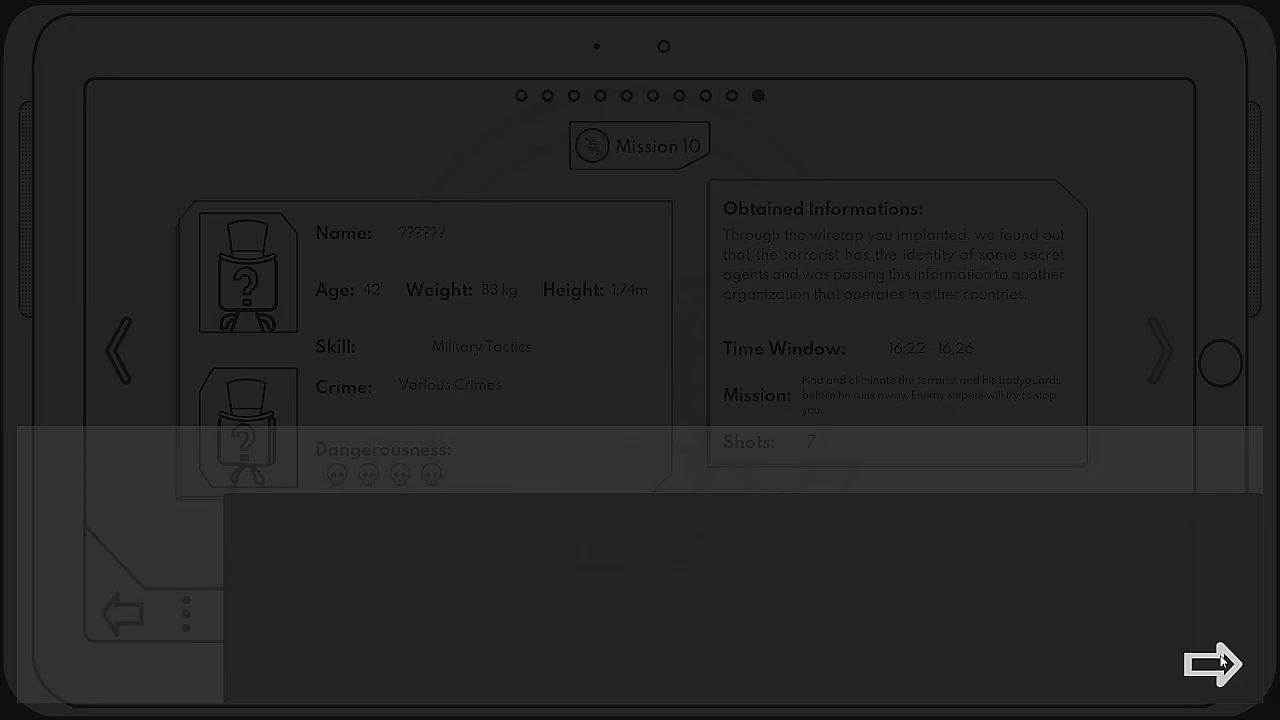 Mission 10
Name: ??????
Age: 42 Weight: 83 kg Height: 1,74m
Skill: Military Tactics
Crime: Various Crimes
Dangerousness:
Obtained Informations:
Through the wiretap you implanted, we found out
that the terrorist has the identity of some secret
agents and was passing this information to another
organization that operates in other countries.
Time Window: 16:22 - 16:26
Mission: Find and eliminate the terrorist and his bodyguards
before he runs away. Enemy snipers will try to stop
you.
Shots: 7